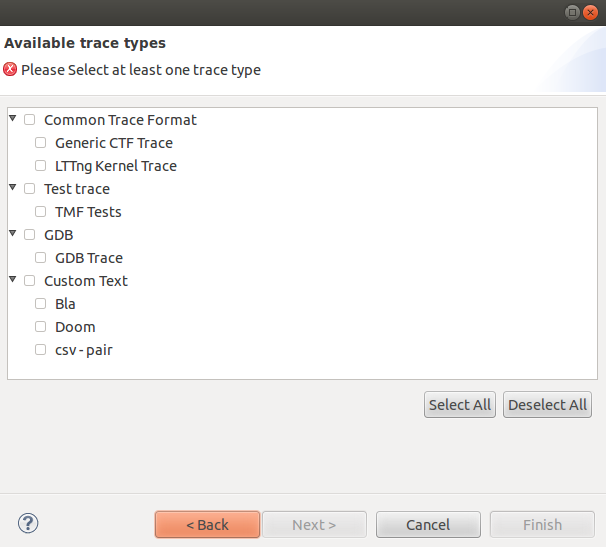 Available trace types
Please Select at least one trace type
Common Trace Format
Generic CTF Trace
LTTng Kernel Trace
Test trace
TMF Tests
GDB
GDB Trace
Custom Text
Bla
Doom
csv - pair
Select All Deselect All
? < Back Next > Cancel Finish